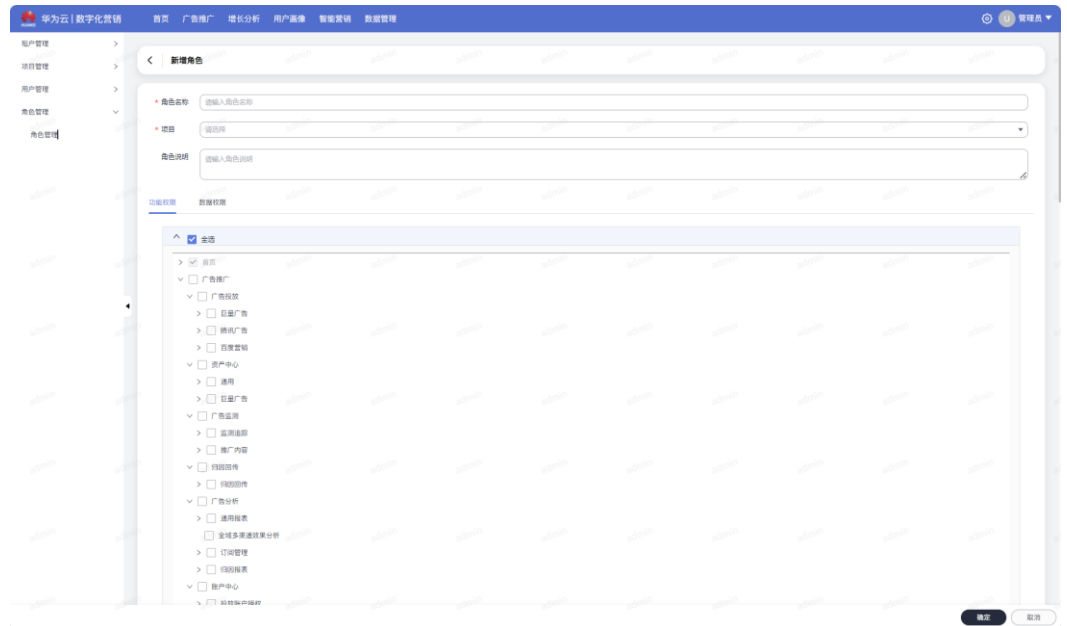 华为云 | 数字化营销 首页 广告推广 增长分析 用户画像 智能营销 数据管理 U 管理员
账户管理
项目管理
用户管理
角色管理
角色管理
新增角色
* 角色名称 请输入角色名称
* 项目 请选择
角色说明 请输入角色说明
功能权限 数据权限
全选
首页
广告推广
广告投放
巨量广告
腾讯广告
百度营销
资产中心
通用
巨量广告
广告监测
监测追踪
推广内容
归因回传
归因回传
广告分析
通用报表
全域多渠道效果分析
订阅管理
归因报表
账户中心
投放账户授权
确定 取消
admin